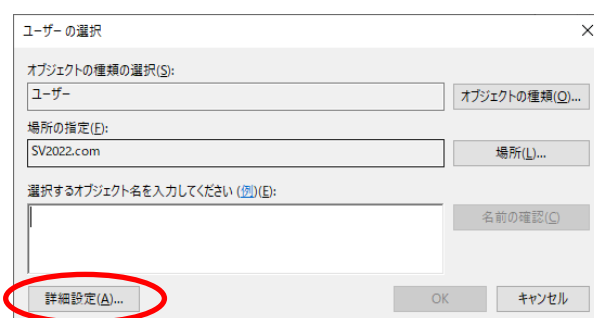 ユーザー の選択
オブジェクトの種類の選択(S):
ユーザー
オブジェクトの種類(O)...
場所の指定(F):
SV2022.com
場所(L)...
選択するオブジェクト名を入力してください (例)(E):
名前の確認(C)
詳細設定(A)...
OK
キャンセル